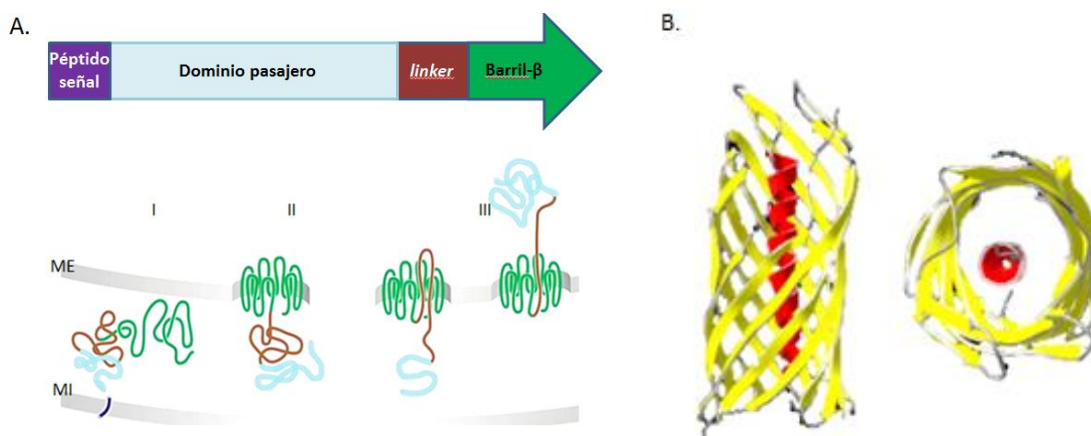 A.
Péptido
señal
Dominio pasajero
linker
Barril-β
I
II
III
ME
MI
B.